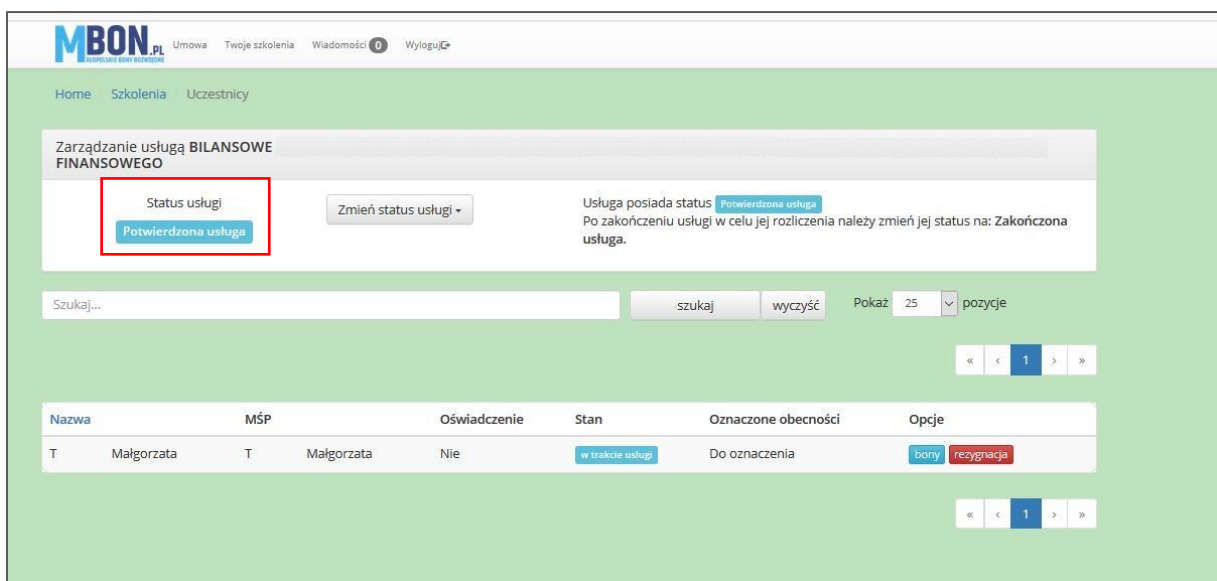 MBON.PL
MAŁOPOLSKIE BONY ROZWOJOWE
Umowa Twoje szkolenia Wiadomości 0 Wyloguj
Home Szkolenia Uczestnicy
Zarządzanie usługą BILANSOWE
FINANSOWEGO
Status usługi
Potwierdzona usługa
Zmień status usługi
Usługa posiada status Potwierdzona usługa
Po zakończeniu usługi w celu jej rozliczenia należy zmień jej status na: Zakończona
usługa.
Szukaj... szukaj wyczyść Pokaż 25 pozycje
« ‹ 1 › »
Nazwa MŚP Oświadczenie Stan Oznaczone obecności Opcje
T Małgorzata T Małgorzata Nie w trakcie usługi Do oznaczenia bony rezygnacja
« ‹ 1 › »